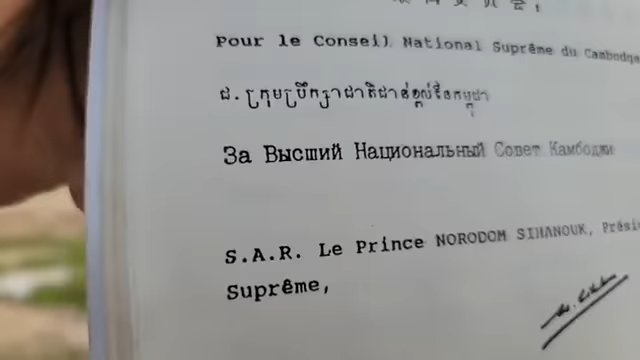 Pour le Conseil National Suprême du Cambodge
ជ. ក្រុមប្រឹក្សាជាតិជាន់ខ្ពស់នៃកម្ពុជា
За Высший Национальный Совет Камбоджи
S.A.R. Le Prince NORODOM SIHANOUK,
Suprême,